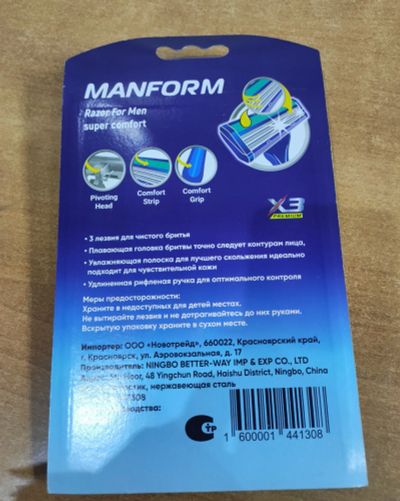 MANFORM
Razor For Men
super comfort
Pivoting
Head
Comfort
Strip
Comfort
Grip
X3
PREMIUM
• 3 лезвия для чистого бритья
• Плавающая головка бритвы точно следует контурам лица,
• Увлажняющая полоска для лучшего скольжения идеально
подходит для чувствительной кожи
• Удлиненная рифленая ручка для оптимального контроля
Меры предосторожности:
Храните в недоступных для детей местах.
Не вытирайте лезвия и не дотрагивайтесь до них руками.
Вскрытую упаковку храните в сухом месте.
Импортер: ООО «Новотрейд», 660022, Красноярский край,
г. Красноярск, ул. Аэровокзальная, д. 17
Производитель: NINGBO BETTER-WAY IMP & EXP CO., LTD
Floor, 48 Yingchun Road, Haishu District, Ningbo, China
нержавеющая сталь
1308
1 600001 441308